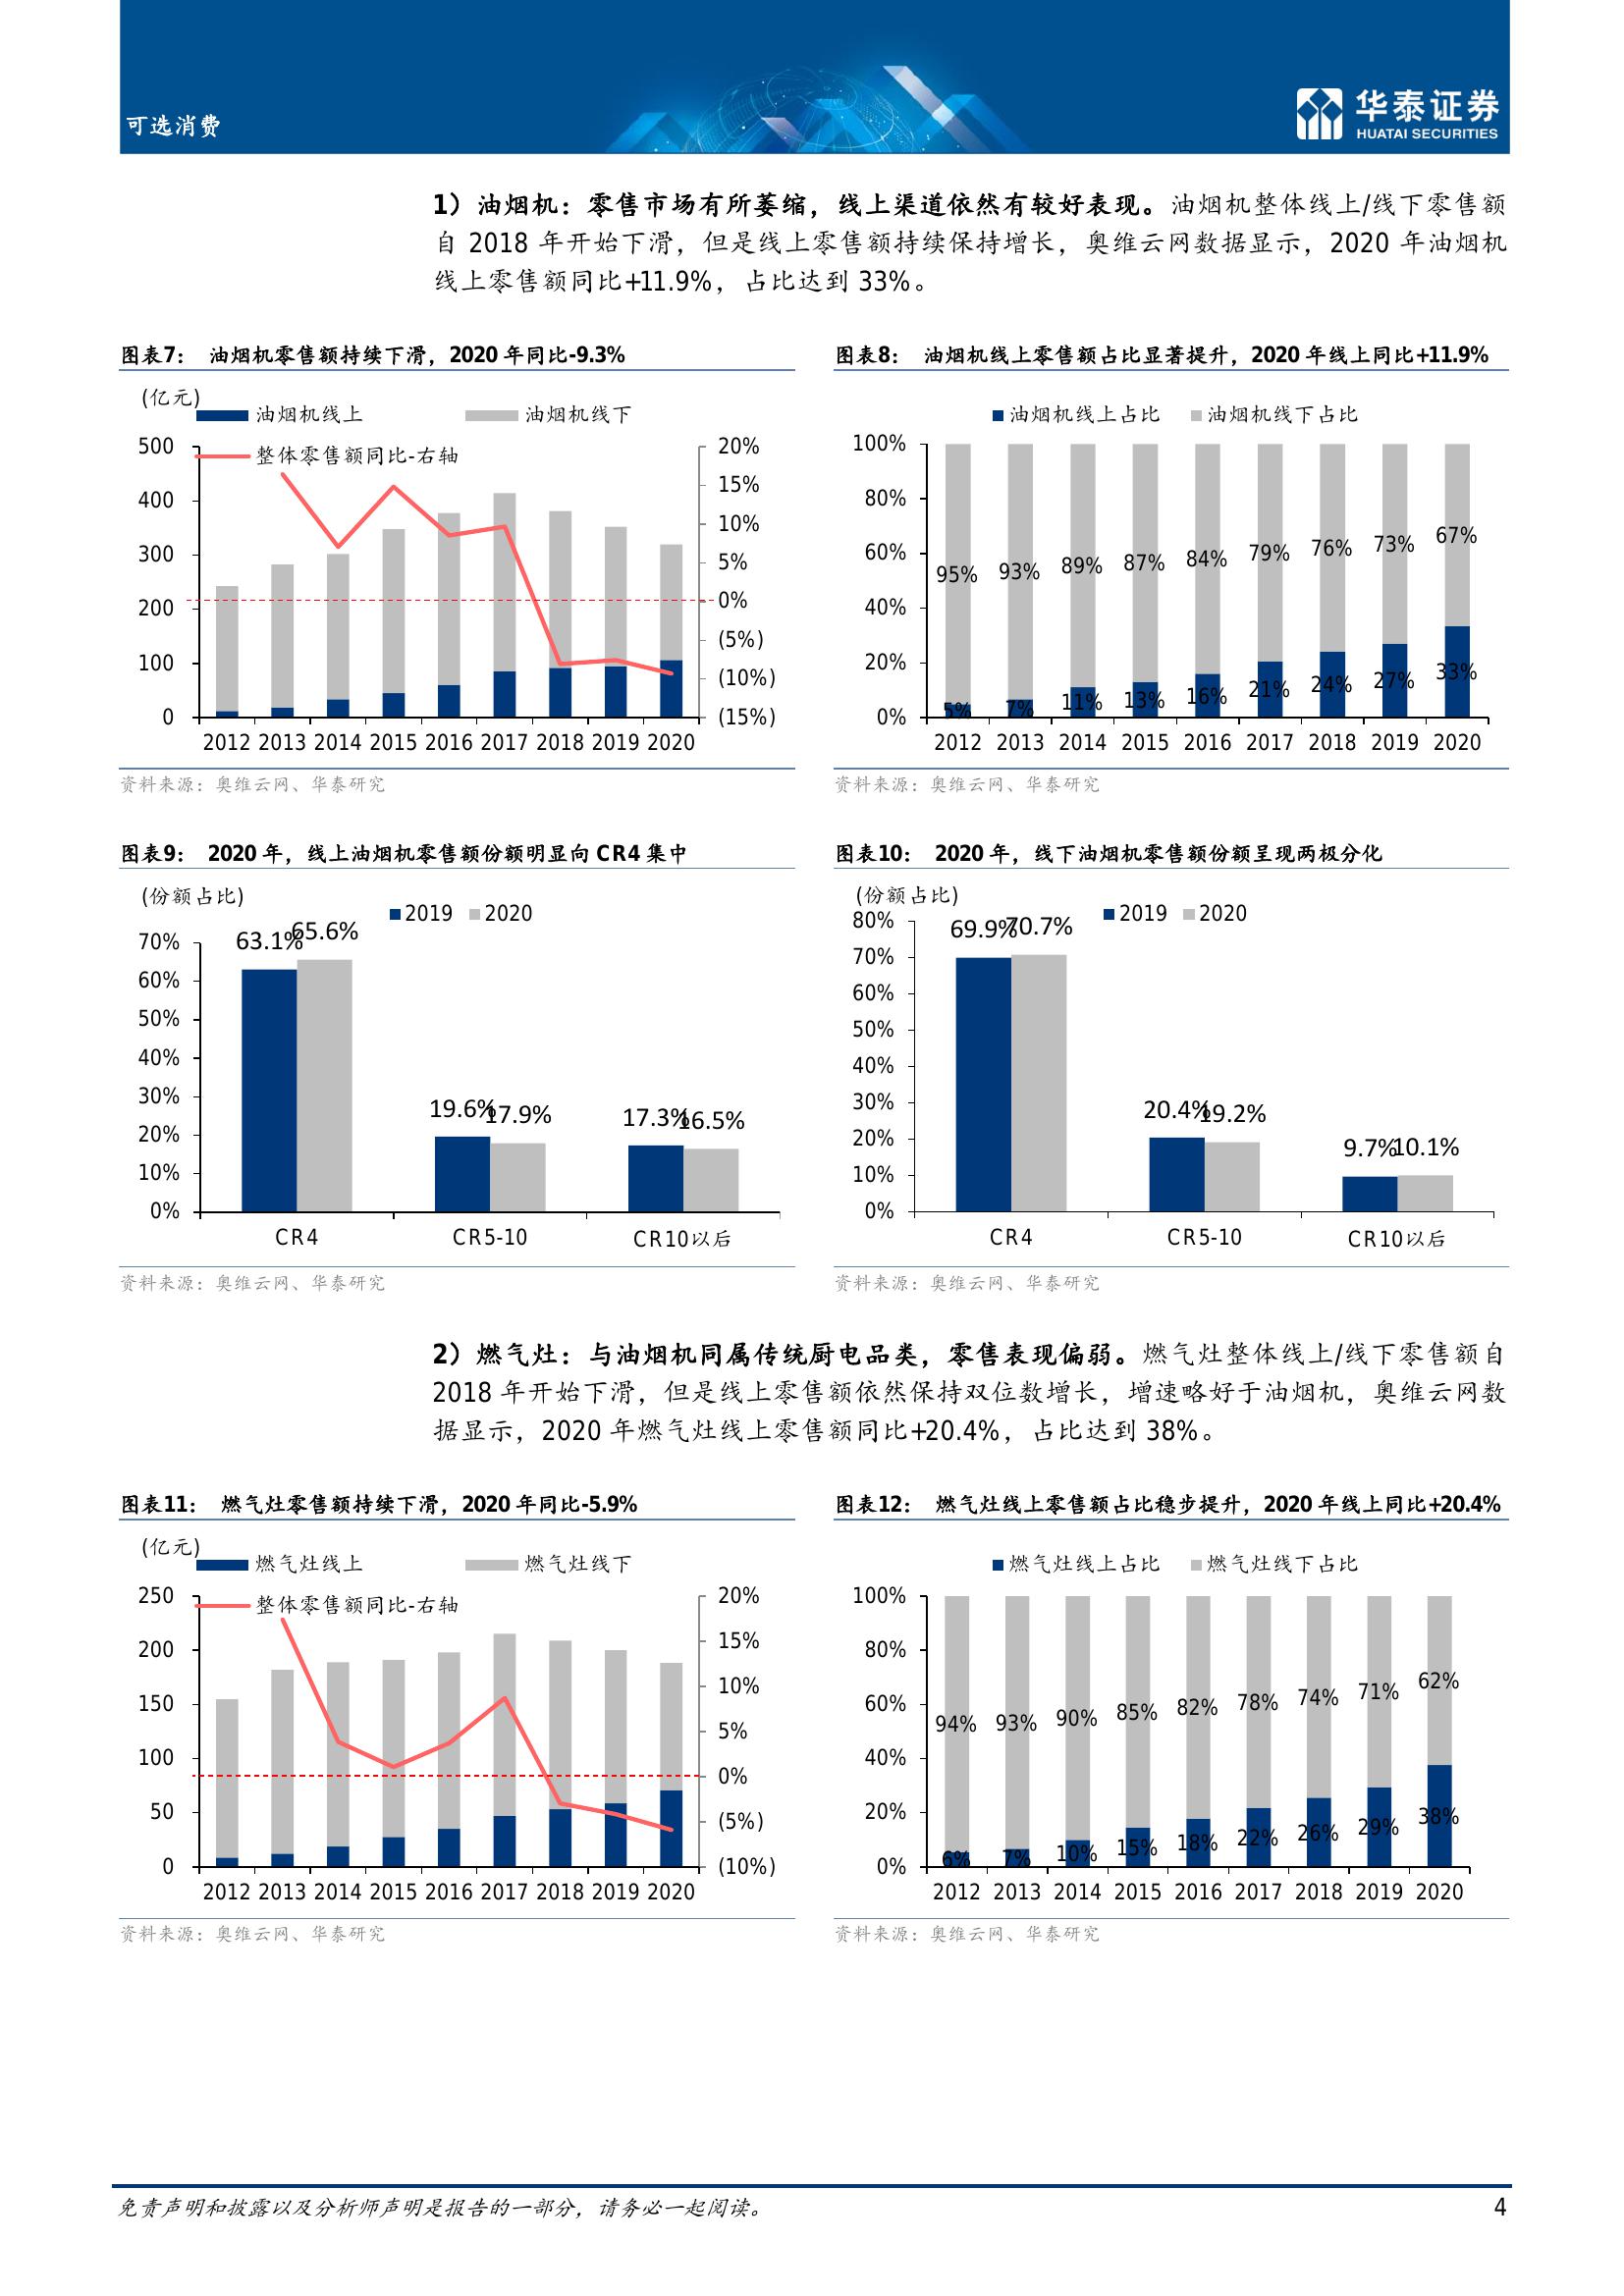 可选消费
华泰证券
HUATAI SECURITIES
1）油烟机：零售市场有所萎缩，线上渠道依然有较好表现。油烟机整体线上/线下零售额
自 2018 年开始下滑，但是线上零售额持续保持增长，奥维云网数据显示，2020 年油烟机
线上零售额同比+11.9%，占比达到 33%。
图表7： 油烟机零售额持续下滑，2020 年同比-9.3%
(亿元)
油烟机线上 油烟机线下
整体零售额同比-右轴
500 20%
15%
400
10%
300 5%
200 0%
(5%)
100 (10%)
0 (15%)
2012 2013 2014 2015 2016 2017 2018 2019 2020
资料来源：奥维云网、华泰研究
图表8： 油烟机线上零售额占比显著提升，2020 年线上同比+11.9%
油烟机线上占比 油烟机线下占比
100%
80%
60%
40%
20%
0%
95% 93% 89% 87% 84% 79% 76% 73% 67%
5% 7% 11% 13% 16% 21% 24% 27% 33%
2012 2013 2014 2015 2016 2017 2018 2019 2020
资料来源：奥维云网、华泰研究
图表9： 2020 年，线上油烟机零售额份额明显向 CR4 集中
(份额占比)
2019 2020
70%
60%
50%
40%
30%
20%
10%
0%
63.1% 65.6%
19.6% 17.9%
17.3% 16.5%
CR4 CR5-10 CR10以后
资料来源：奥维云网、华泰研究
图表10： 2020 年，线下油烟机零售额份额呈现两极分化
(份额占比)
2019 2020
80%
70%
60%
50%
40%
30%
20%
10%
0%
69.9% 70.7%
20.4% 19.2%
9.7% 10.1%
CR4 CR5-10 CR10以后
资料来源：奥维云网、华泰研究
2）燃气灶：与油烟机同属传统厨电品类，零售表现偏弱。燃气灶整体线上/线下零售额自
2018 年开始下滑，但是线上零售额依然保持双位数增长，增速略好于油烟机，奥维云网数
据显示，2020 年燃气灶线上零售额同比+20.4%，占比达到 38%。
图表11： 燃气灶零售额持续下滑，2020 年同比-5.9%
(亿元)
燃气灶线上 燃气灶线下
整体零售额同比-右轴
250 20%
200 15%
150 10%
5%
100 0%
50 (5%)
0 (10%)
2012 2013 2014 2015 2016 2017 2018 2019 2020
资料来源：奥维云网、华泰研究
图表12： 燃气灶线上零售额占比稳步提升，2020 年线上同比+20.4%
燃气灶线上占比 燃气灶线下占比
100%
80%
60%
40%
20%
0%
94% 93% 90% 85% 82% 78% 74% 71% 62%
6% 7% 10% 15% 18% 22% 26% 29% 38%
2012 2013 2014 2015 2016 2017 2018 2019 2020
资料来源：奥维云网、华泰研究
免责声明和披露以及分析师声明是报告的一部分，请务必一起阅读。 4